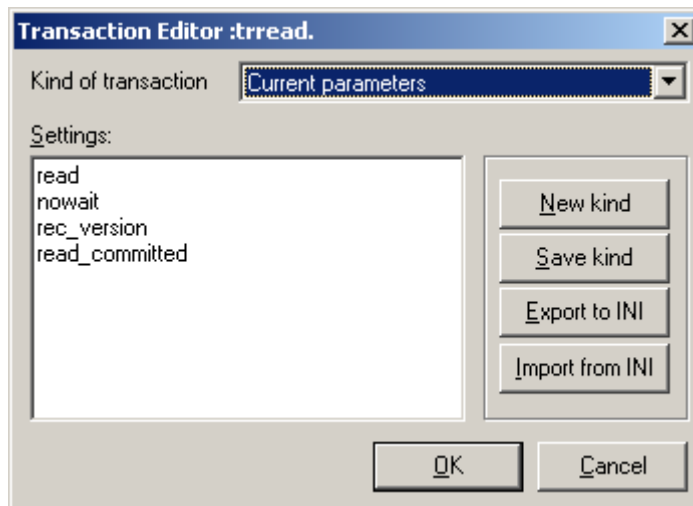 Transaction Editor :trread.
Kind of transaction Current parameters
Settings:
read
nowait
rec_version
read_committed
New kind
Save kind
Export to INI
Import from INI
OK Cancel